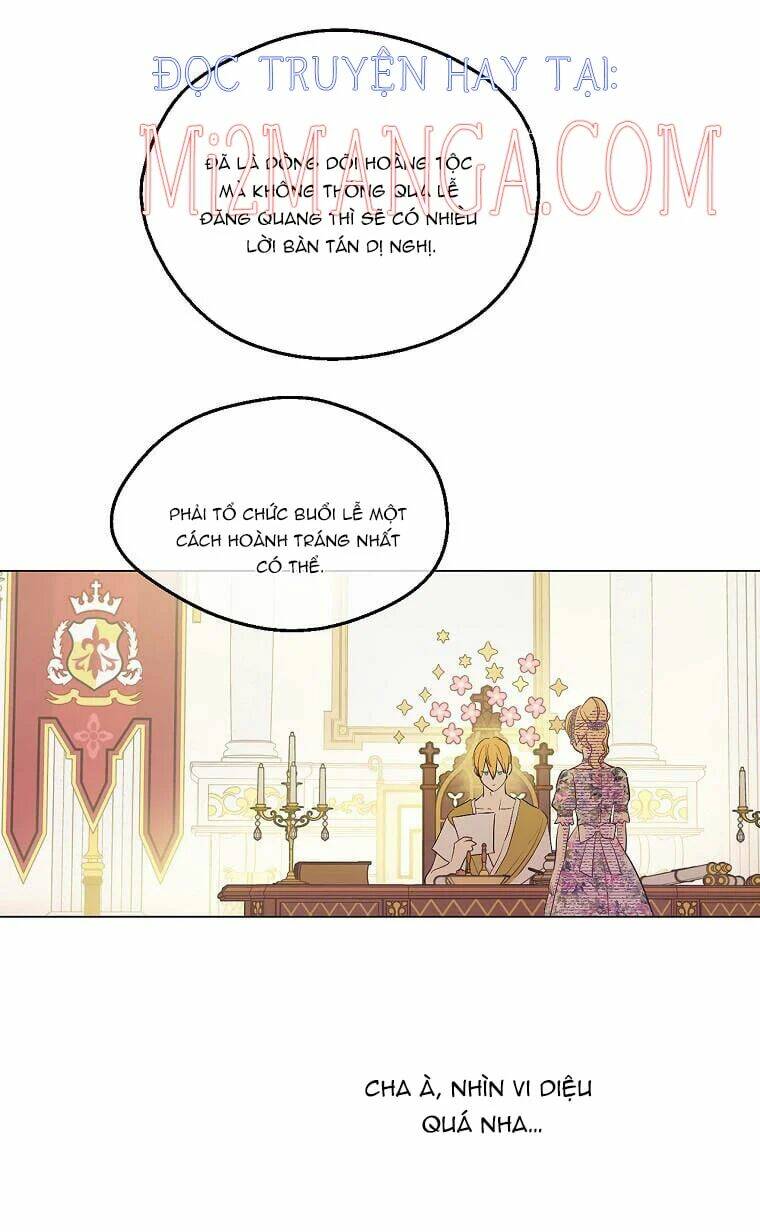 ĐỌC TRUYỆN HAY TẠI:
MI2MANGA.COM
ĐÃ LÀ DÒNG DÕI HOÀNG TỘC
MÀ KHÔNG THÔNG QUA LỄ
ĐĂNG QUANG THÌ SẼ CÓ NHIỀU
LỜI BÀN TÁN DỊ NGHỊ.
PHẢI TỔ CHỨC BUỔI LỄ MỘT
CÁCH HOÀNH TRÁNG NHẤT
CÓ THỂ.
CHA À, NHÌN VI DIỆU
QUÁ NHA...